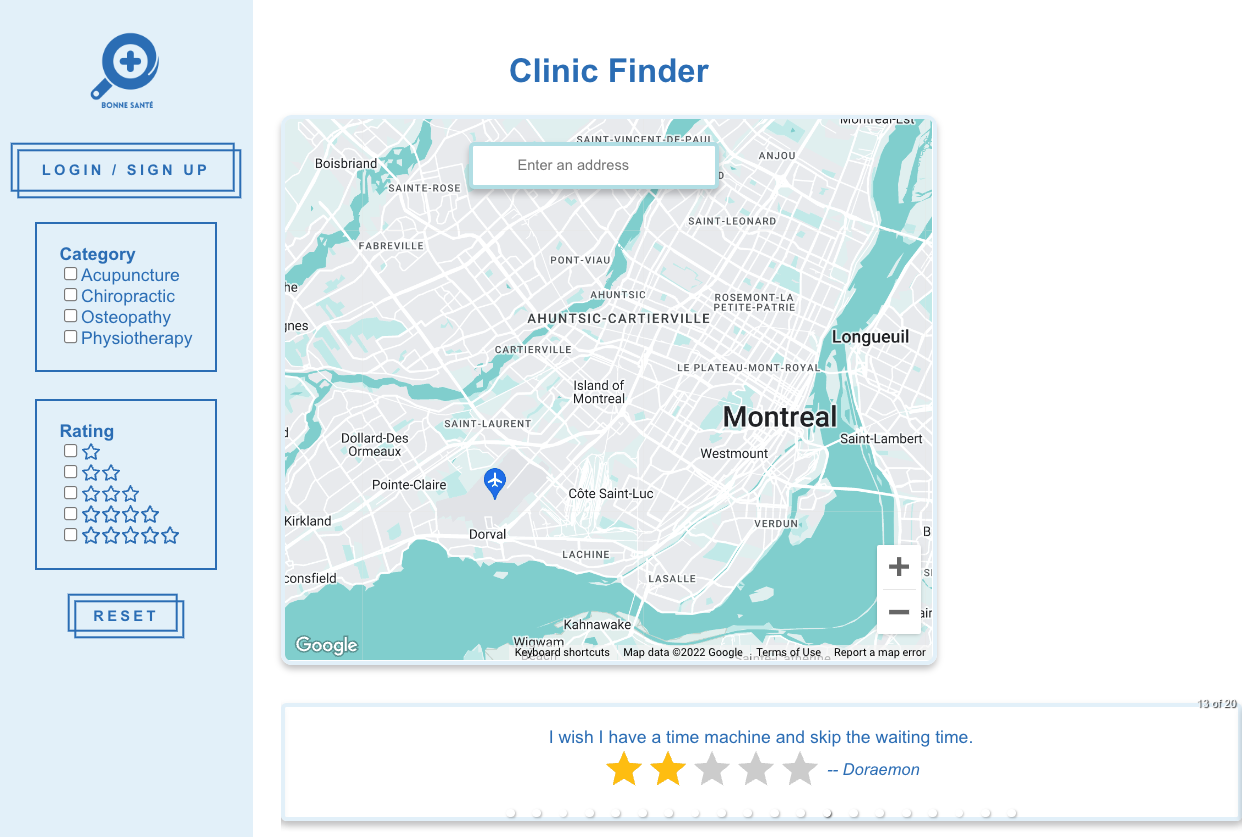 BONNE SANTÉ
LOGIN / SIGN UP
Category
Acupuncture
Chiropractic
Osteopathy
Physiotherapy
Rating
RESET
Clinic Finder
Montréal-Est
SAINT-VINCENT-DE-PAUL
ANJOU
Boisbriand
Enter an address
SAINTE-ROSE
SAINT-LEONARD
FABREVILLE
PONT-VIAU
AHUNTSIC
ROSEMONT-LA
PETITE-PATRIE
AHUNTSIC-CARTIERVILLE
Longueuil
CARTIERVILLE
LE PLATEAU-MONT-ROYAL
Island of
Montreal
Montreal
SAINT-LAURENT
Dollard-Des
Ormeaux
Saint-Lambert
Westmount
Pointe-Claire
Côte Saint-Luc
Kirkland
VERDUN
Dorval
LACHINE
LASALLE
consfield
Kahnawake
Wigwam
Google
Keyboard shortcuts
Map data ©2022 Google
Terms of Use
Report a map error
13 of 20
I wish I have a time machine and skip the waiting time.
-- Doraemon